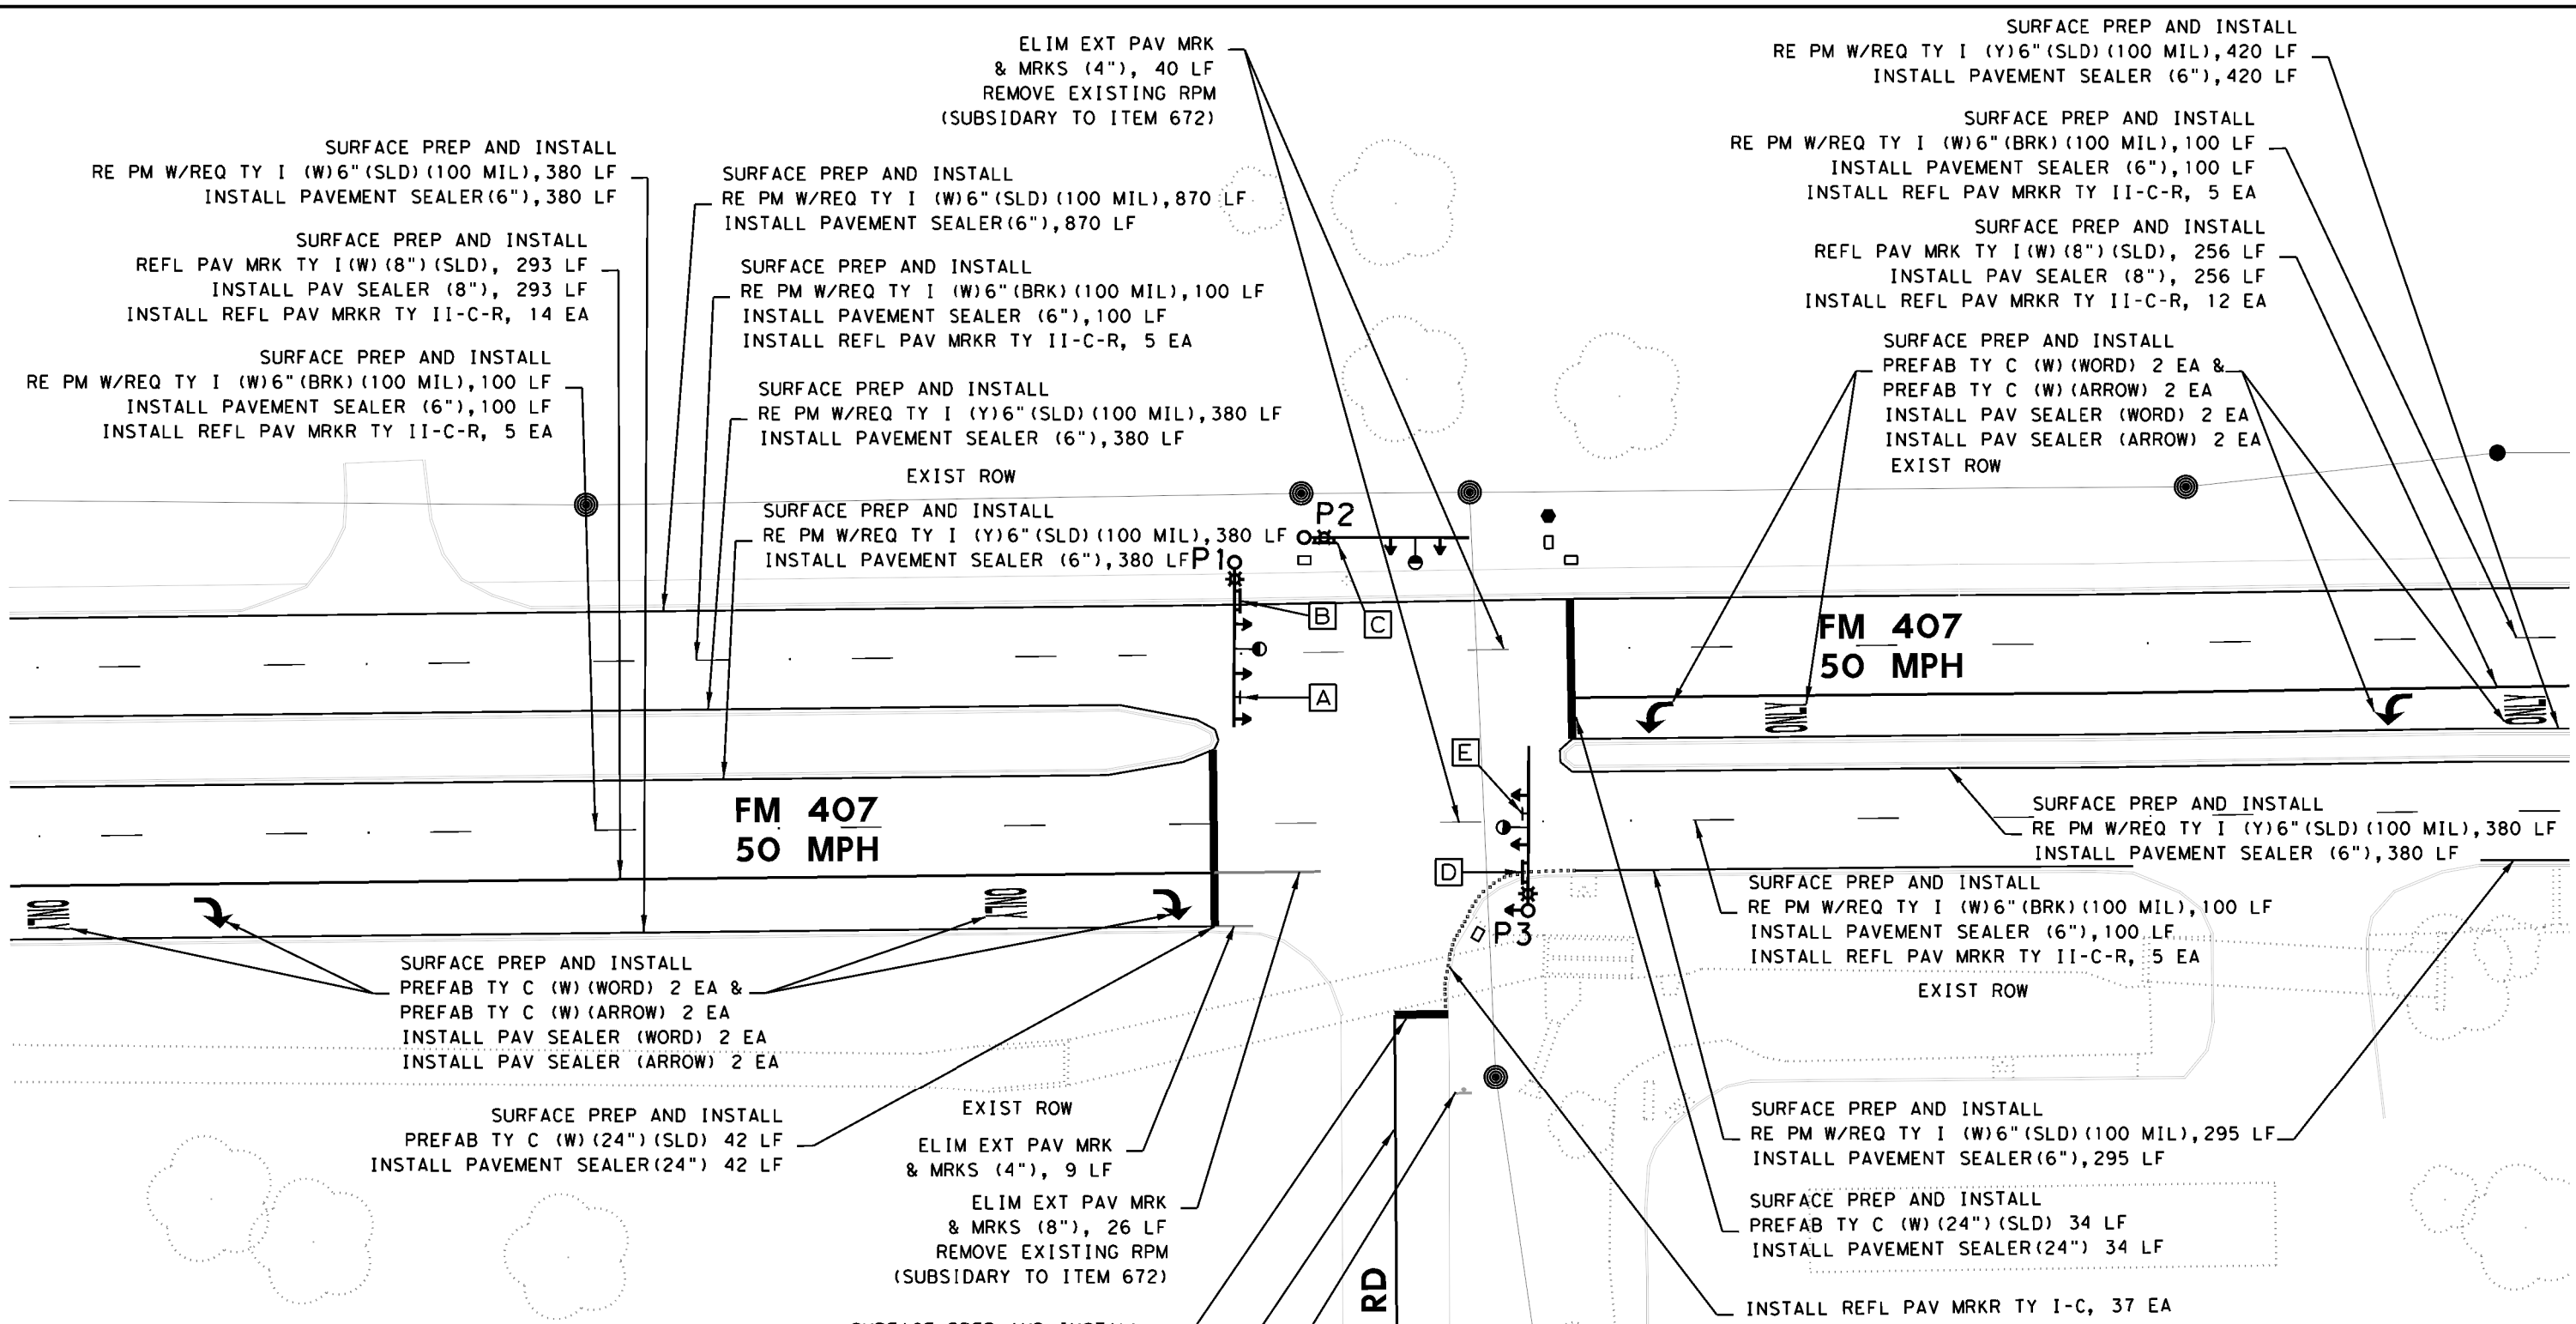 ELIM EXT PAV MRK
& MRKS (4"), 40 LF
REMOVE EXISTING RPM
(SUBSIDARY TO ITEM 672)
SURFACE PREP AND INSTALL
RE PM W/REQ TY I (Y)6"(SLD)(100 MIL),420 LF
INSTALL PAVEMENT SEALER (6"),420 LF
SURFACE PREP AND INSTALL
RE PM W/REQ TY I (W)6"(BRK)(100 MIL),100 LF
INSTALL PAVEMENT SEALER (6"),100 LF
INSTALL REFL PAV MRKR TY II-C-R, 5 EA
SURFACE PREP AND INSTALL
RE PM W/REQ TY I (W)6"(SLD)(100 MIL),380 LF
INSTALL PAVEMENT SEALER(6"),380 LF
SURFACE PREP AND INSTALL
RE PM W/REQ TY I (W)6"(SLD)(100 MIL),870 LF
INSTALL PAVEMENT SEALER(6"),870 LF
SURFACE PREP AND INSTALL
REFL PAV MRK TY I(W)(8")(SLD), 256 LF
INSTALL PAV SEALER (8"), 256 LF
INSTALL REFL PAV MRKR TY II-C-R, 12 EA
SURFACE PREP AND INSTALL
REFL PAV MRK TY I(W)(8")(SLD), 293 LF
INSTALL PAV SEALER (8"), 293 LF
INSTALL REFL PAV MRKR TY II-C-R, 14 EA
SURFACE PREP AND INSTALL
RE PM W/REQ TY I (W)6"(BRK)(100 MIL),100 LF
INSTALL PAVEMENT SEALER (6"),100 LF
INSTALL REFL PAV MRKR TY II-C-R, 5 EA
SURFACE PREP AND INSTALL
PREFAB TY C (W)(WORD) 2 EA &
PREFAB TY C (W)(ARROW) 2 EA
INSTALL PAV SEALER (WORD) 2 EA
INSTALL PAV SEALER (ARROW) 2 EA
EXIST ROW
SURFACE PREP AND INSTALL
RE PM W/REQ TY I (W)6"(BRK)(100 MIL),100 LF
INSTALL PAVEMENT SEALER (6"),100 LF
INSTALL REFL PAV MRKR TY II-C-R, 5 EA
SURFACE PREP AND INSTALL
RE PM W/REQ TY I (Y)6"(SLD)(100 MIL),380 LF
INSTALL PAVEMENT SEALER (6"),380 LF
EXIST ROW
SURFACE PREP AND INSTALL
RE PM W/REQ TY I (Y)6"(SLD)(100 MIL),380 LF
INSTALL PAVEMENT SEALER (6"),380 LF
P2
P1
B
C
A
E
D
P3
FM 407
50 MPH
ONLY
ONLY
FM 407
50 MPH
ONLY
ONLY
SURFACE PREP AND INSTALL
RE PM W/REQ TY I (Y)6"(SLD)(100 MIL),380 LF
INSTALL PAVEMENT SEALER (6"),380 LF
SURFACE PREP AND INSTALL
RE PM W/REQ TY I (W)6"(BRK)(100 MIL),100 LF
INSTALL PAVEMENT SEALER (6"),100 LF
INSTALL REFL PAV MRKR TY II-C-R, 5 EA
EXIST ROW
SURFACE PREP AND INSTALL
PREFAB TY C (W)(WORD) 2 EA &
PREFAB TY C (W)(ARROW) 2 EA
INSTALL PAV SEALER (WORD) 2 EA
INSTALL PAV SEALER (ARROW) 2 EA
SURFACE PREP AND INSTALL
PREFAB TY C (W)(24")(SLD) 42 LF
INSTALL PAVEMENT SEALER(24") 42 LF
EXIST ROW
ELIM EXT PAV MRK
& MRKS (4"), 9 LF
ELIM EXT PAV MRK
& MRKS (8"), 26 LF
REMOVE EXISTING RPM
(SUBSIDARY TO ITEM 672)
SURFACE PREP AND INSTALL
RE PM W/REQ TY I (W)6"(SLD)(100 MIL),295 LF
INSTALL PAVEMENT SEALER(6"),295 LF
SURFACE PREP AND INSTALL
PREFAB TY C (W)(24")(SLD) 34 LF
INSTALL PAVEMENT SEALER(24") 34 LF
INSTALL REFL PAV MRKR TY I-C, 37 EA
RD
SURFACE PREP AND INSTALL